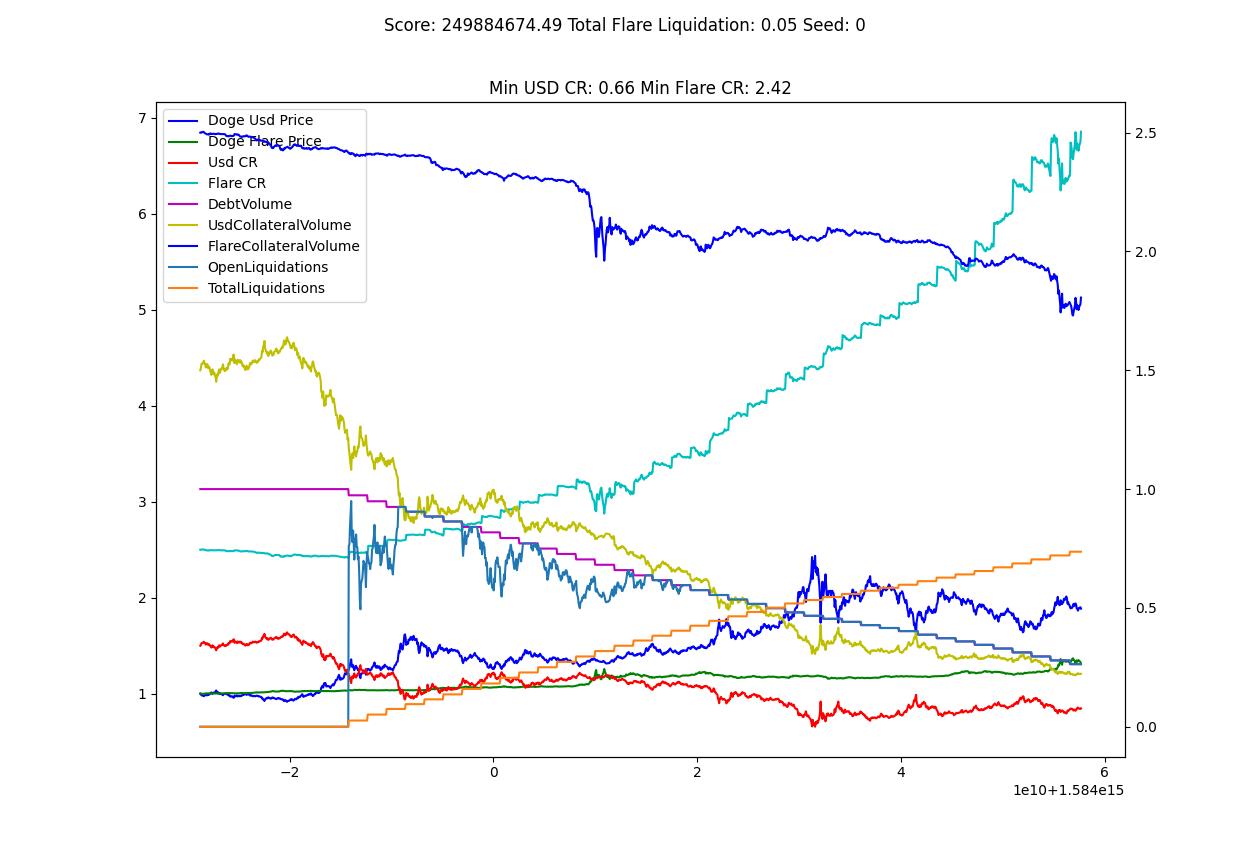 Score: 249884674.49 Total Flare Liquidation: 0.05 Seed: 0
Min USD CR: 0.66 Min Flare CR: 2.42
Doge Usd Price
Doge Flare Price
Usd CR
Flare CR
DebtVolume
UsdCollateralVolume
FlareCollateralVolume
OpenLiquidations
TotalLiquidations
7
6
5
4
3
2
1
2.5
2.0
1.5
1.0
0.5
0.0
−2
0
2
4
6
1e10+1.584e15